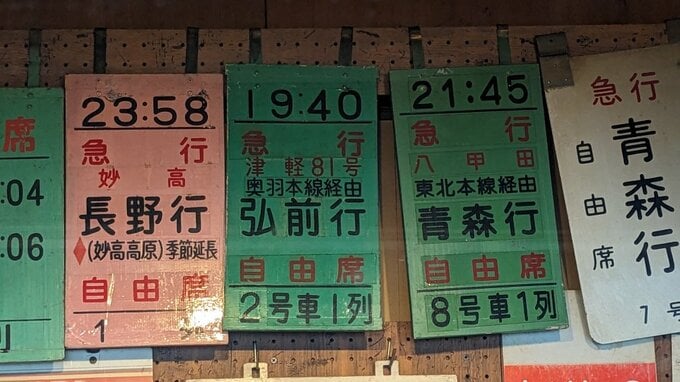 席
:04
:06
23:58
急行
妙高
長野行
(妙高高原)季節延長
自由席
1
19:40
急行
津軽81号
奥羽本線経由
弘前行
自由席
2号車1列
21:45
急行
八甲田
東北本線経由
青森行
自由席
8号車1列
急行
青森行
自由席
7号